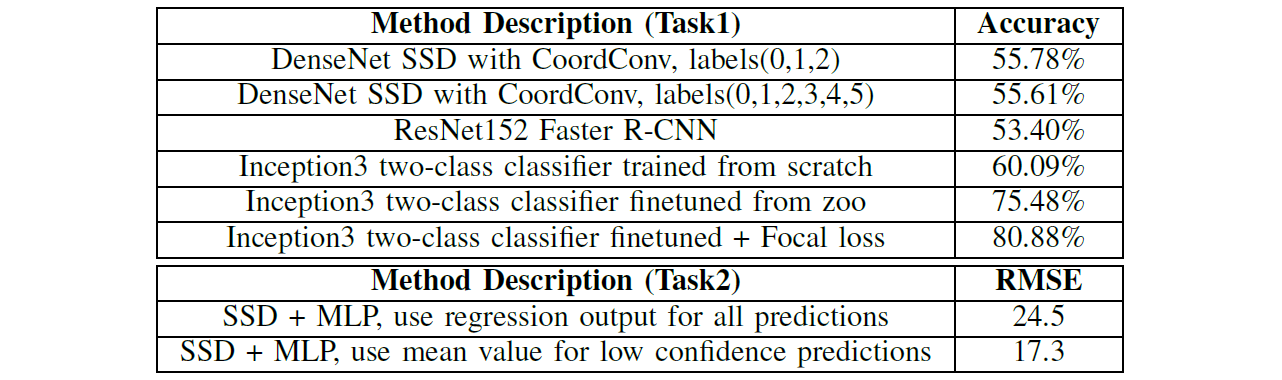 Method Description (Task1) Accuracy
DenseNet SSD with CoordConv, labels(0,1,2) 55.78%
DenseNet SSD with CoordConv, labels(0,1,2,3,4,5) 55.61%
ResNet152 Faster R-CNN 53.40%
Inception3 two-class classifier trained from scratch 60.09%
Inception3 two-class classifier finetuned from zoo 75.48%
Inception3 two-class classifier finetuned + Focal loss 80.88%
Method Description (Task2) RMSE
SSD + MLP, use regression output for all predictions 24.5
SSD + MLP, use mean value for low confidence predictions 17.3